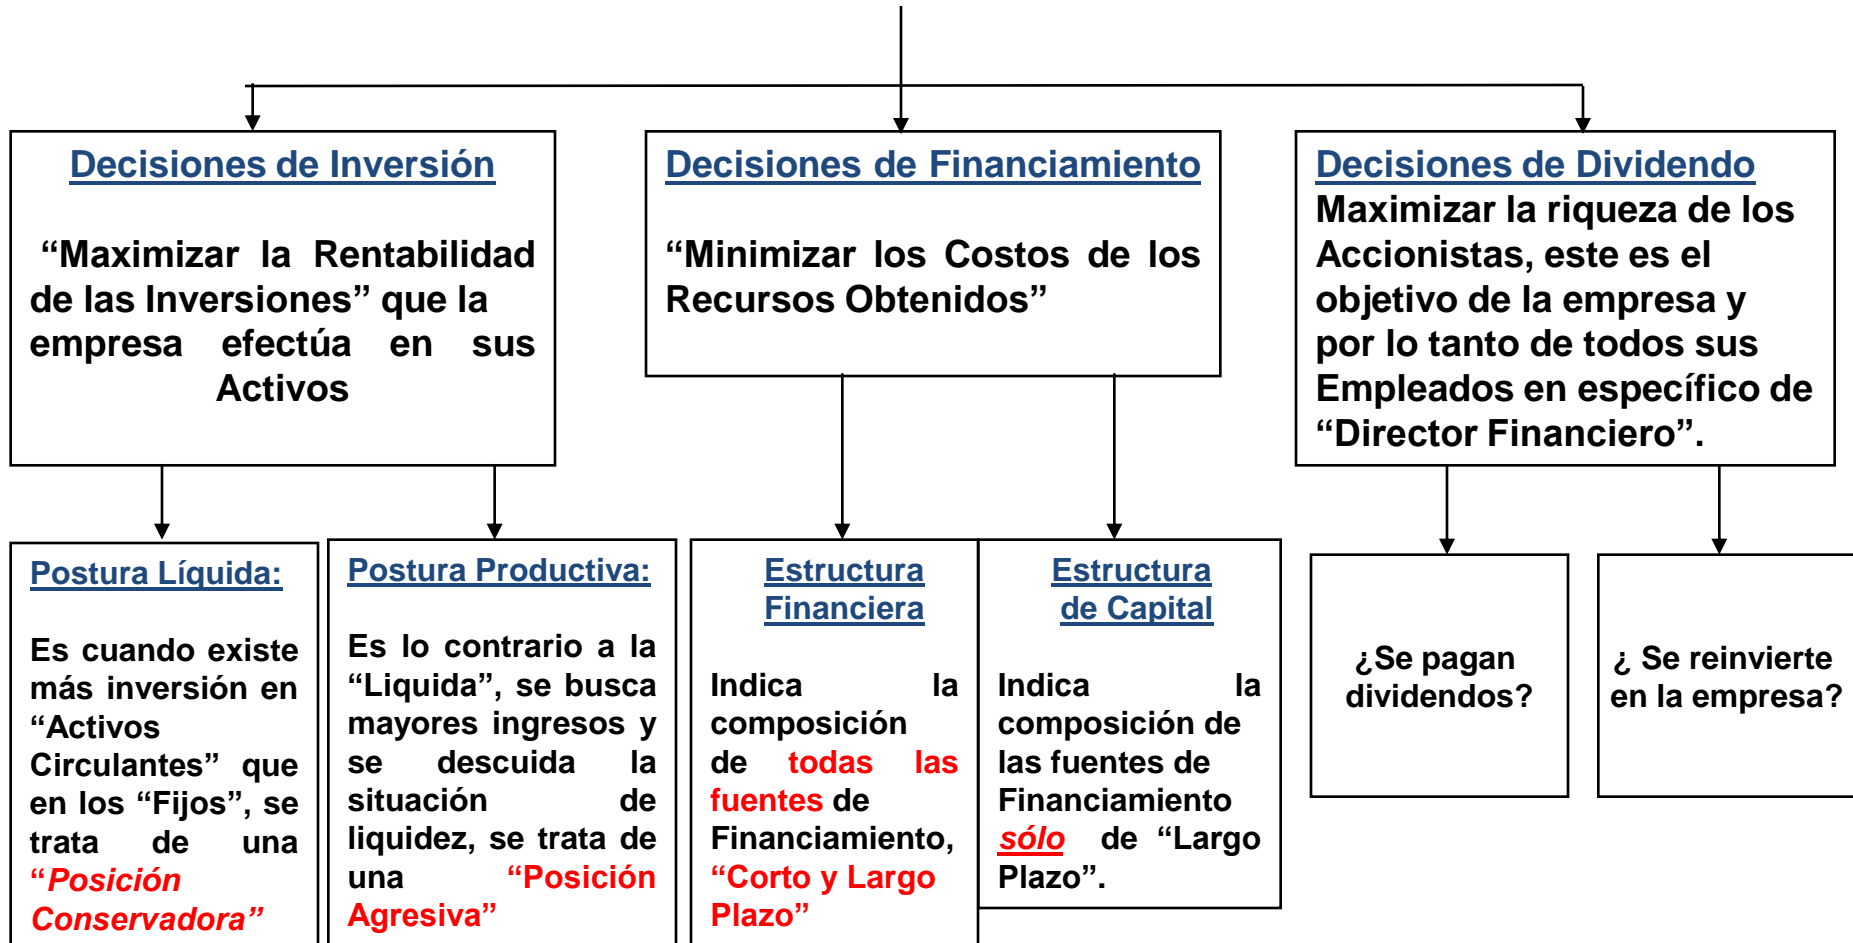 Decisiones de Inversión
“Maximizar la Rentabilidad
de las Inversiones” que la
empresa efectúa en sus
Activos
Decisiones de Financiamiento
“Minimizar los Costos de los
Recursos Obtenidos”
Decisiones de Dividendo
Maximizar la riqueza de los
Accionistas, este es el
objetivo de la empresa y
por lo tanto de todos sus
Empleados en específico de
“Director Financiero”.
Postura Líquida:
Es cuando existe
más inversión en
“Activos
Circulantes” que
en los “Fijos”, se
trata de una
“Posición
Conservadora”
Postura Productiva:
Es lo contrario a la
“Liquida”, se busca
mayores ingresos y
se descuida la
situación de
liquidez, se trata de
una “Posición
Agresiva”
Estructura
Financiera
Indica la
composición
de todas las
fuentes de
Financiamiento,
“Corto y Largo
Plazo”
Estructura
de Capital
Indica la
composición de
las fuentes de
Financiamiento
sólo de “Largo
Plazo”.
¿Se pagan
dividendos?
¿ Se reinvierte
en la empresa?